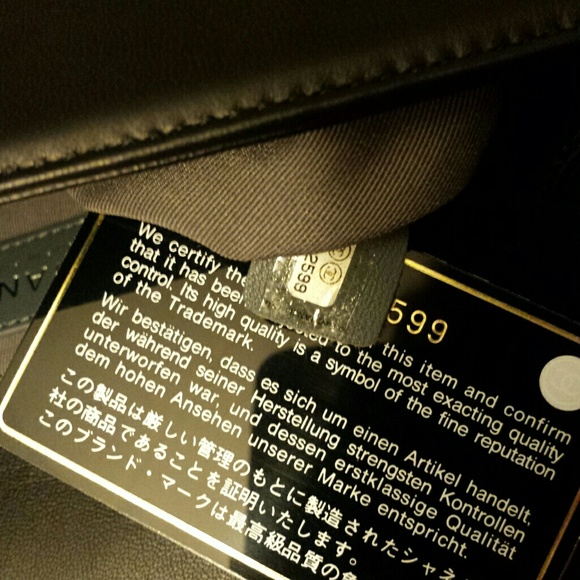 AN
2599
599
We certify the this item and confirm
that it has been to the most exacting quality
control. Its high quality is a symbol of the fine reputation
of the Trademark.
Wir bestätigen, dass es sich um einen Artikel handelt,
der während seiner Herstellung strengsten Kontrollen
unterworfen war, und dessen erstklassige Qualität
dem hohen Ansehen unserer Marke entspricht.
この製品は厳しい管理のもとに製造されたシャネ
社の商品であることを証明いたします。
このブランド・マークは最高級品質の